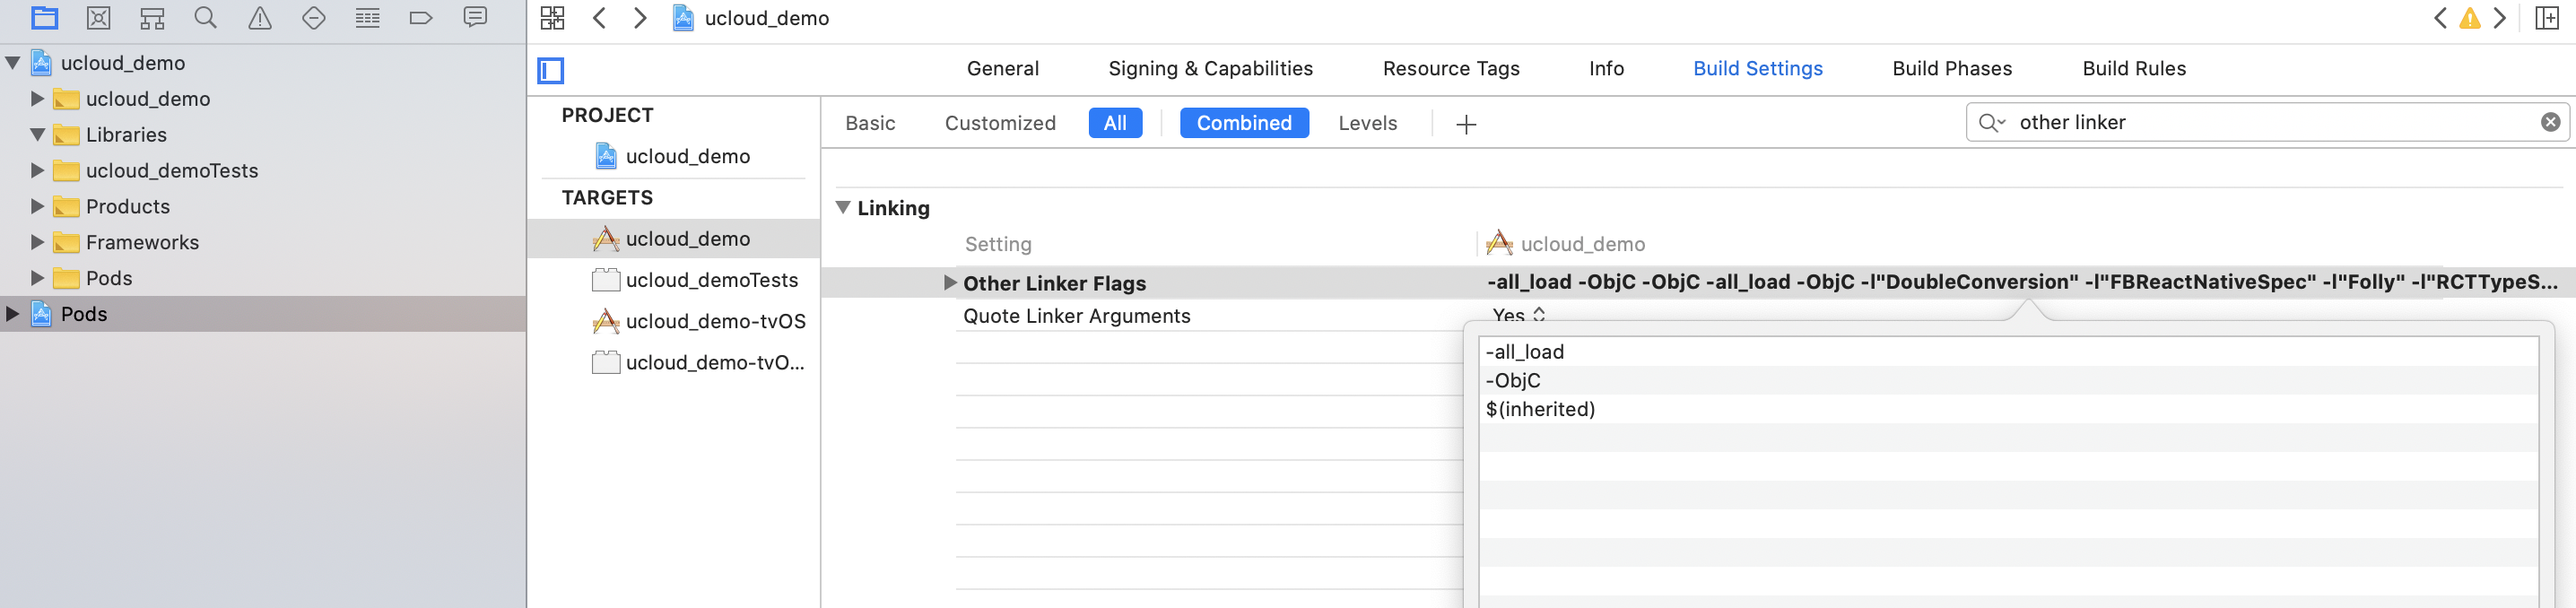 ucloud_demo
ucloud_demo
Libraries
ucloud_demoTests
Products
Frameworks
Pods
Pods
ucloud_demo
General Signing & Capabilities Resource Tags Info Build Settings Build Phases Build Rules
PROJECT
ucloud_demo
TARGETS
ucloud_demo
ucloud_demoTests
ucloud_demo-tvOS
ucloud_demo-tvO...
Basic Customized All Combined Levels
other linker
Linking
Setting ucloud_demo
Other Linker Flags -all_load -ObjC -ObjC -all_load -ObjC -l"DoubleConversion" -l"FBReactNativeSpec" -l"Folly" -l"RCTTypeS...
Quote Linker Arguments Yes
-all_load
-ObjC
$(inherited)